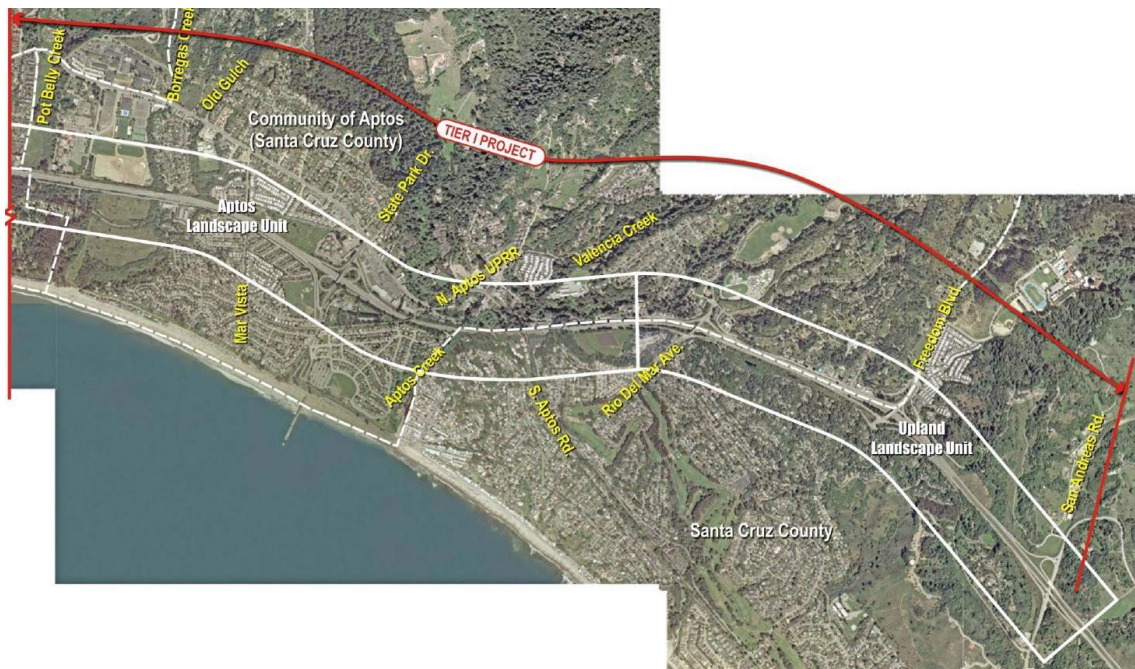 Pot Belly Creek
Borregas Creek
Old Gulch
Community of Aptos
(Santa Cruz County)
TIER I PROJECT
State Park Dr.
Aptos
Landscape Unit
N. Aptos UPRR
Valencia Creek
Mar Vista
Aptos Creek
S. Aptos Rd
Rio Del Mar Ave.
Freedom Blvd.
Upland
Landscape Unit
San Andreas Rd.
Santa Cruz County